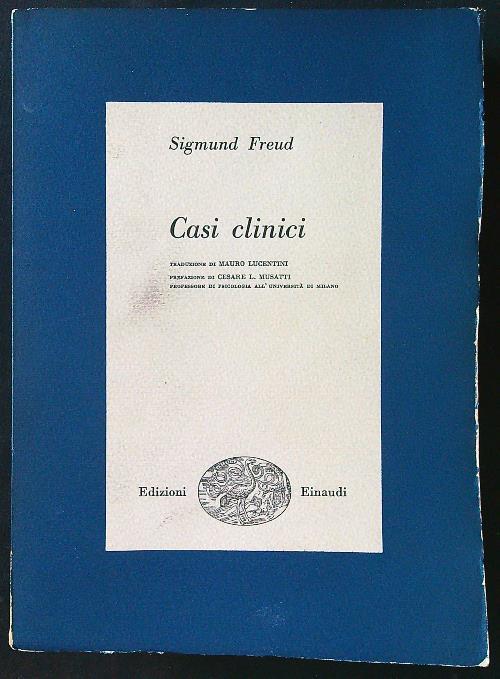 Sigmund Freud
Casi clinici
TRADUZIONE DI MAURO LUCENTINI
PREFAZIONE DI CESARE L. MUSATTI
PROFESSORE DI PSICOLOGIA ALL'UNIVERSITÀ DI MILANO
Edizioni Einaudi